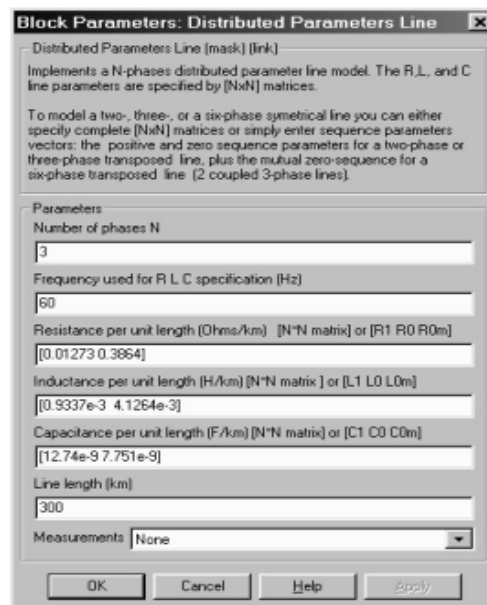 Block Parameters: Distributed Parameters Line
Distributed Parameters Line (mask) (link)
Implements a N-phases distributed parameter line model. The R,L, and C
line parameters are specified by [NxN] matrices.
To model a two-, three-, or a six-phase symetrical line you can either
specify complete [NxN] matrices or simply enter sequence parameters
vectors: the positive and zero sequence parameters for a two-phase or
three-phase transposed line, plus the mutual zero-sequence for a
six-phase transposed line (2 coupled 3-phase lines).
Parameters
Number of phases N
3
Frequency used for R L C specification (Hz)
60
Resistance per unit length (Ohms/km) [N*N matrix] or [R1 R0 R0m]
[0.01273 0.3864]
Inductance per unit length (H/km) [N*N matrix ] or [L1 L0 L0m]
[0.9337e-3 4.1264e-3]
Capacitance per unit length (F/km) [N*N matrix] or [C1 C0 C0m]
[12.74e-9 7.751e-9]
Line length (km)
300
Measurements None
OK Cancel Help Apply